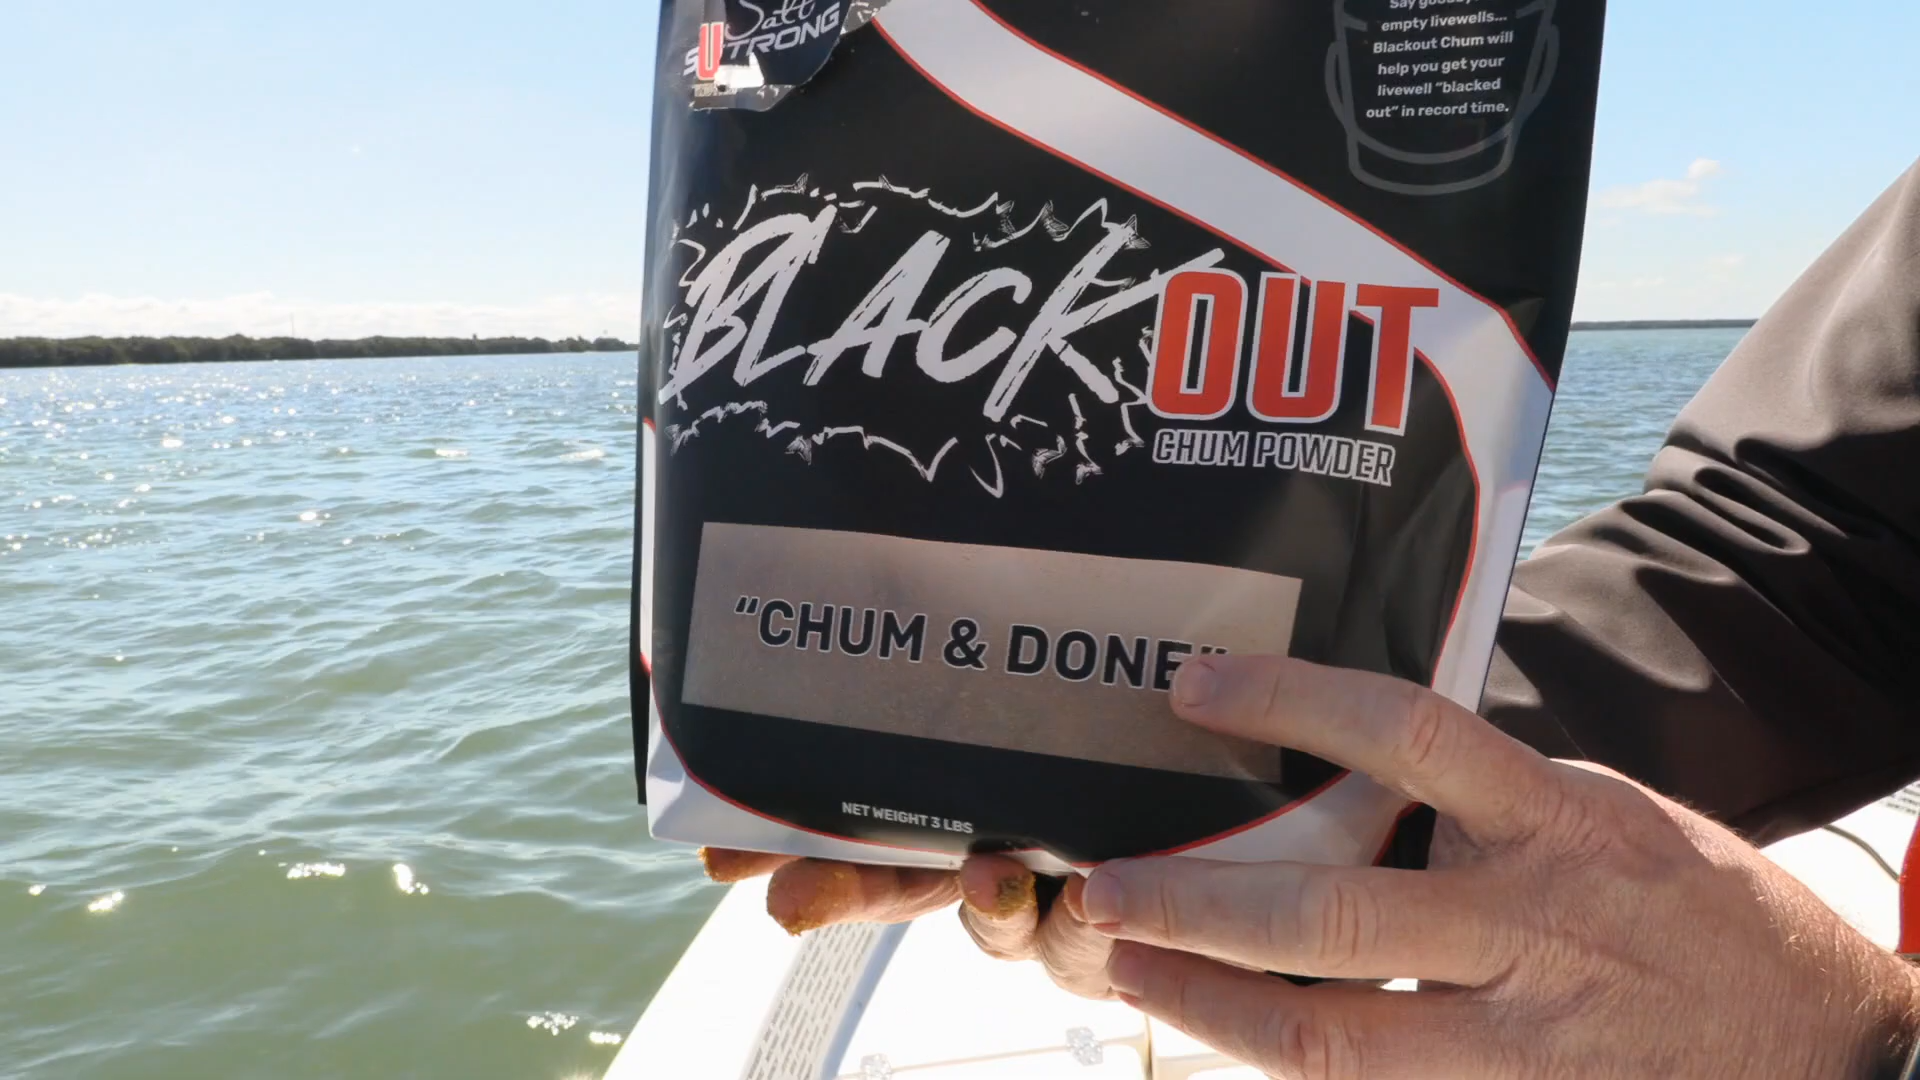 Salt
STRONG
Say
empty livewells...
Blackout Chum will
help you get your
livewell "blacked
out" in record time.
BLACKOUT
CHUM POWDER
"CHUM & DONE"
NET WEIGHT 3 LBS